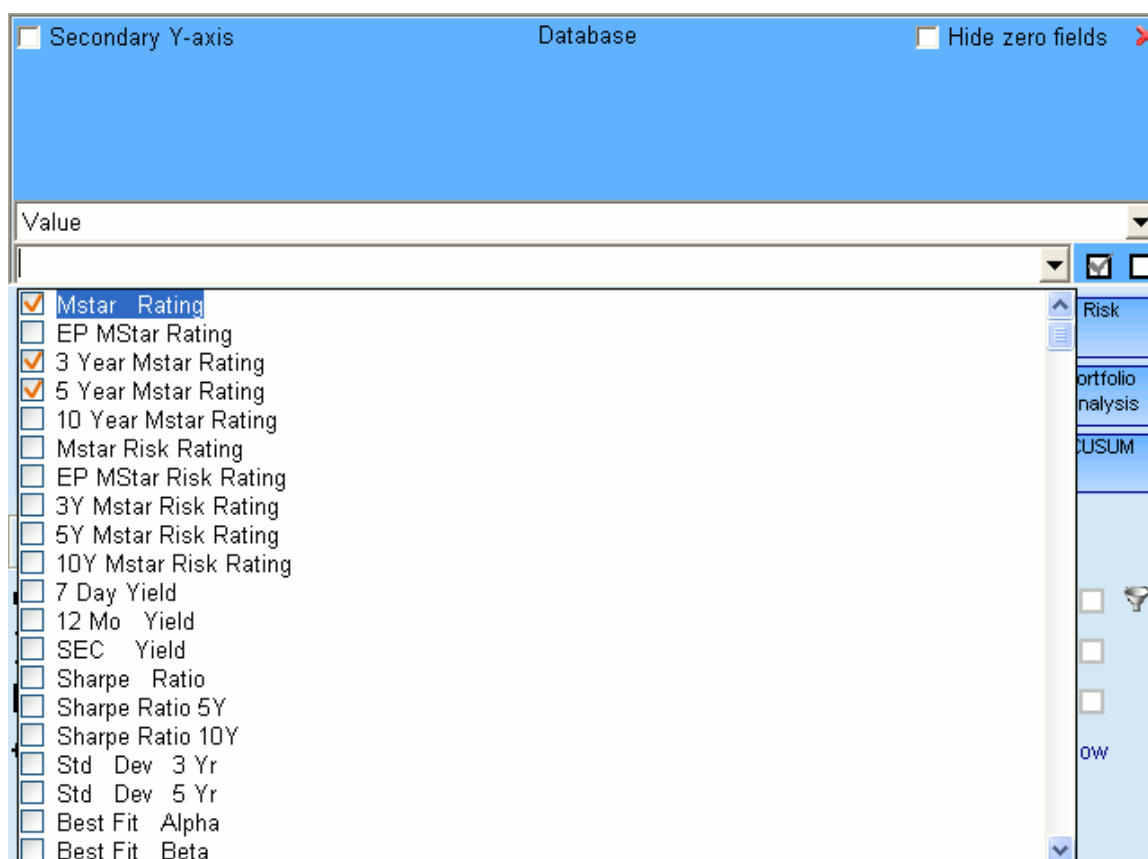 Secondary Y-axis Database Hide zero fields
Value
Mstar Rating
Risk
EP MStar Rating
3 Year Mstar Rating
5 Year Mstar Rating
ortfolio
10 Year Mstar Rating
nalysis
Mstar Risk Rating
CUSUM
EP MStar Risk Rating
3Y Mstar Risk Rating
5Y Mstar Risk Rating
10Y Mstar Risk Rating
7 Day Yield
12 Mo Yield
SEC Yield
Sharpe Ratio
Sharpe Ratio 5Y
Sharpe Ratio 10Y
Std Dev 3 Yr
ow
Std Dev 5 Yr
Best Fit Alpha
Best Fit Beta